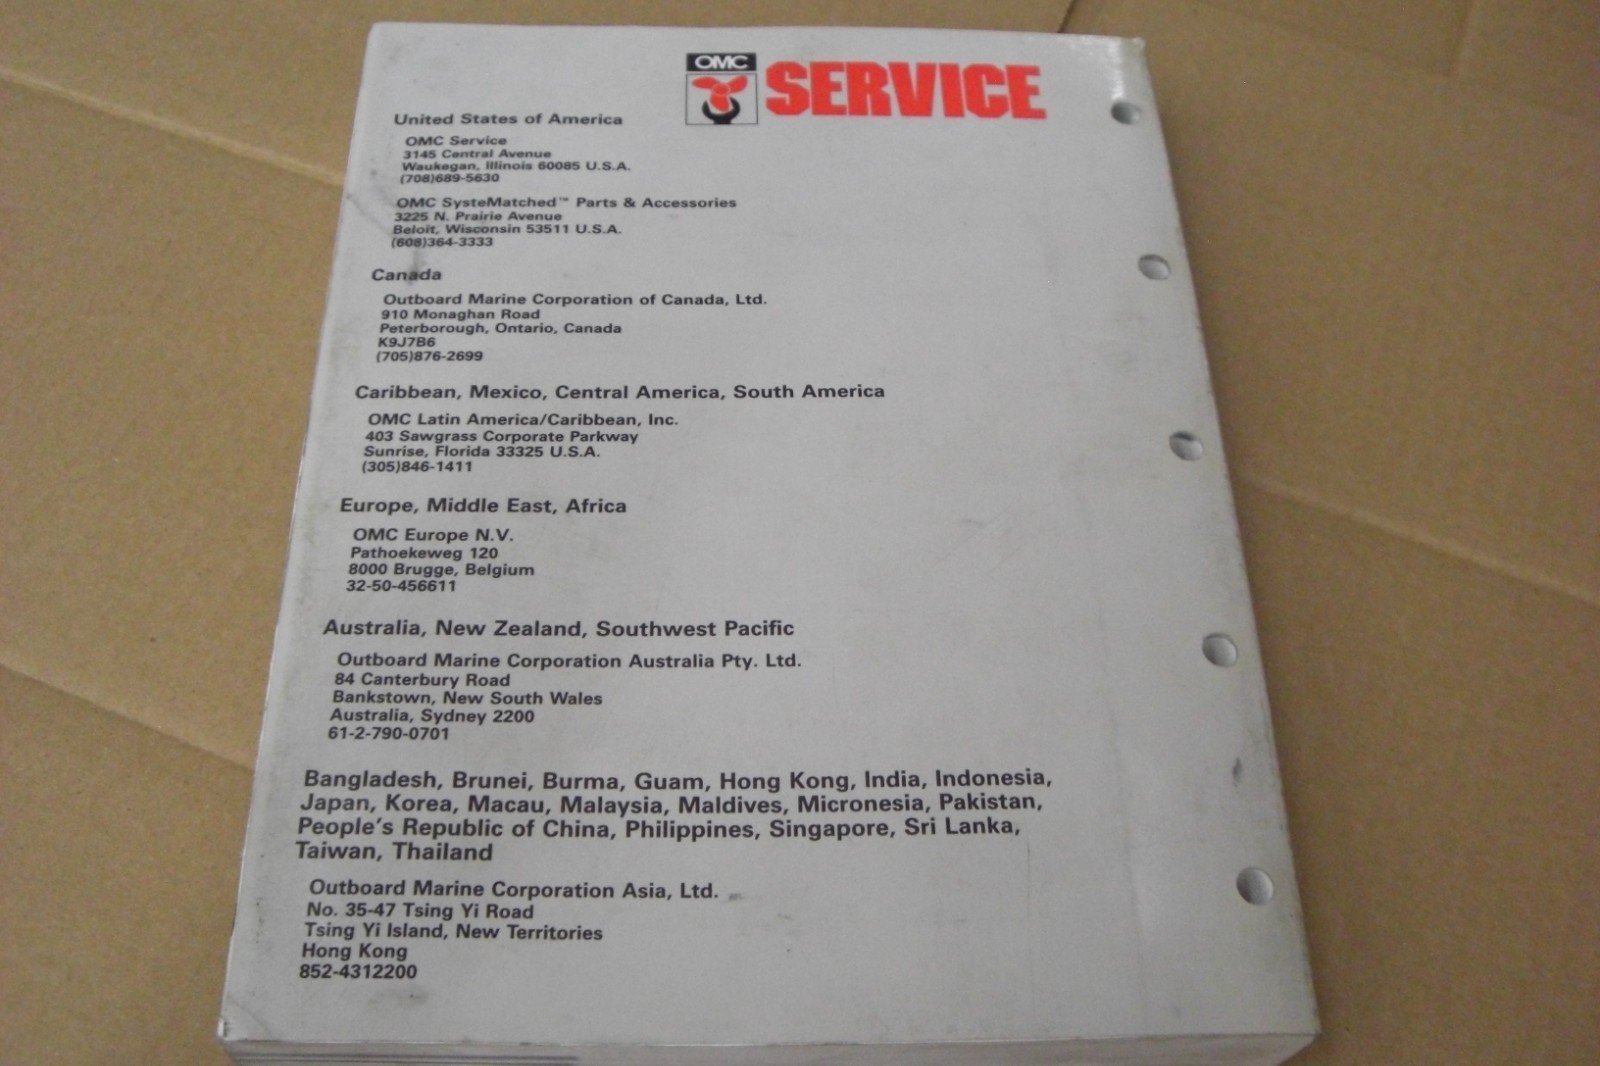 OMC
SERVICE
United States of America
OMC Service
3145 Central Avenue
Waukegan, Illinois 60085 U.S.A.
(708)689-5630
OMC SysteMatched™ Parts & Accessories
3225 N. Prairie Avenue
Beloit, Wisconsin 53511 U.S.A.
(608)364-3333
Canada
Outboard Marine Corporation of Canada, Ltd.
910 Monaghan Road
Peterborough, Ontario, Canada
K9J7B6
(705)876-2699
Caribbean, Mexico, Central America, South America
OMC Latin America/Caribbean, Inc.
403 Sawgrass Corporate Parkway
Sunrise, Florida 33325 U.S.A.
(305)846-1411
Europe, Middle East, Africa
OMC Europe N.V.
Pathoekeweg 120
8000 Brugge, Belgium
32-50-456611
Australia, New Zealand, Southwest Pacific
Outboard Marine Corporation Australia Pty. Ltd.
84 Canterbury Road
Bankstown, New South Wales
Australia, Sydney 2200
61-2-790-0701
Bangladesh, Brunei, Burma, Guam, Hong Kong, India, Indonesia,
Japan, Korea, Macau, Malaysia, Maldives, Micronesia, Pakistan,
People's Republic of China, Philippines, Singapore, Sri Lanka,
Taiwan, Thailand
Outboard Marine Corporation Asia, Ltd.
No. 35-47 Tsing Yi Road
Tsing Yi Island, New Territories
Hong Kong
852-4312200